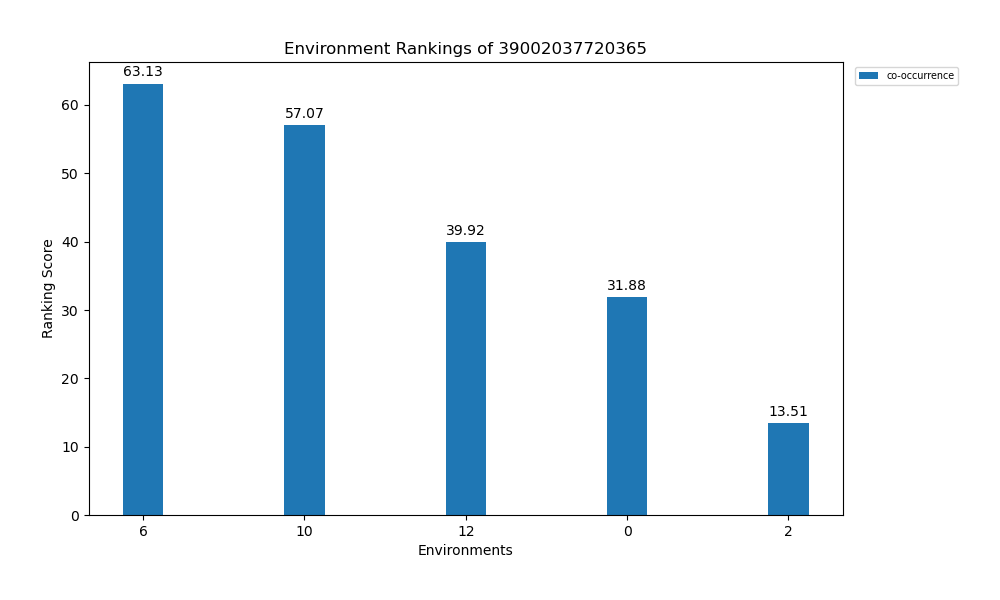 Environment Rankings of 39002037720365
co-occurrence
63.13
57.07
39.92
31.88
13.51
Ranking Score
60
50
40
30
20
10
0
6 10 12 0 2
Environments